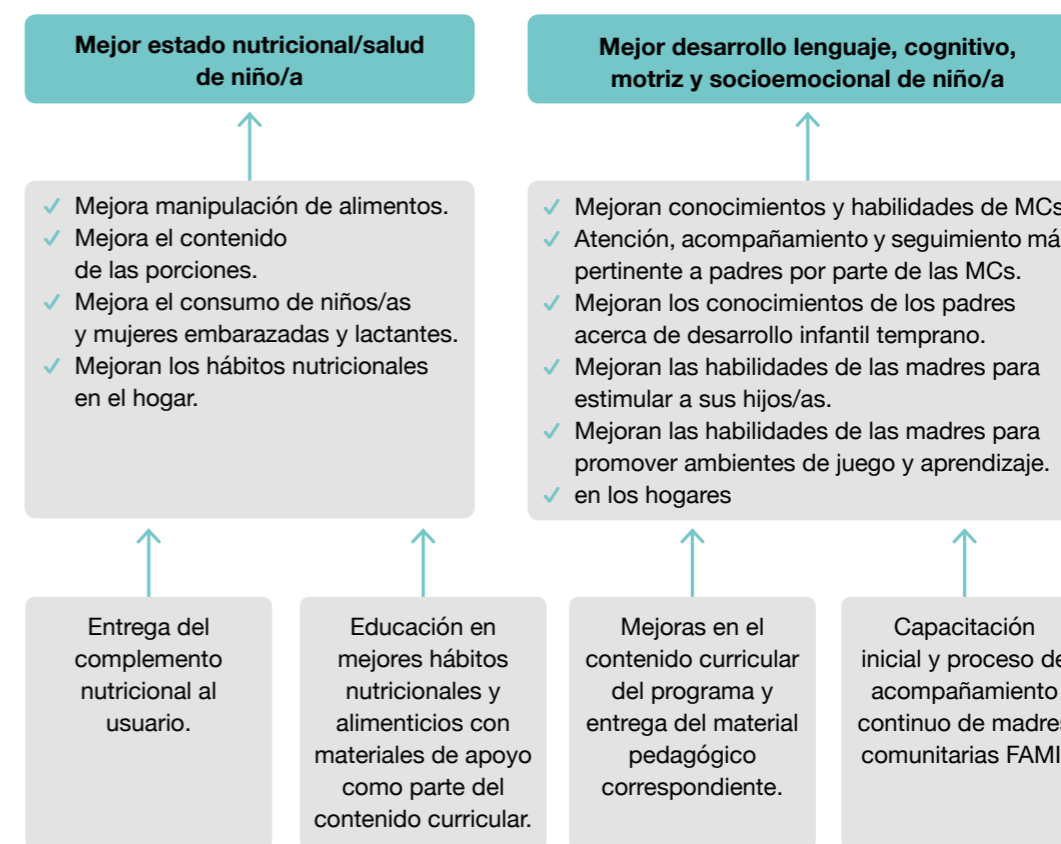 Mejor estado nutricional/salud
de niño/a
Mejor desarrollo lenguaje, cognitivo,
motriz y socioemocional de niño/a
Mejora manipulación de alimentos.
Mejora el contenido
de las porciones.
Mejora el consumo de niños/as
y mujeres embarazadas y lactantes.
Mejoran los hábitos nutricionales
en el hogar.
Mejoran conocimientos y habilidades de MCs
Atención, acompañamiento y seguimiento má
pertinente a padres por parte de las MCs.
Mejoran los conocimientos de los padres
acerca de desarrollo infantil temprano.
Mejoran las habilidades de las madres para
estimular a sus hijos/as.
Mejoran las habilidades de las madres para
promover ambientes de juego y aprendizaje.
en los hogares
Entrega del
complemento
nutricional al
usuario.
Educación en
mejores hábitos
nutricionales y
alimenticios con
materiales de apoyo
como parte del
contenido curricular.
Mejoras en el
contenido curricular
del programa y
entrega del material
pedagógico
correspondiente.
Capacitación
inicial y proceso de
acompañamiento
continuo de madres
comunitarias FAMI